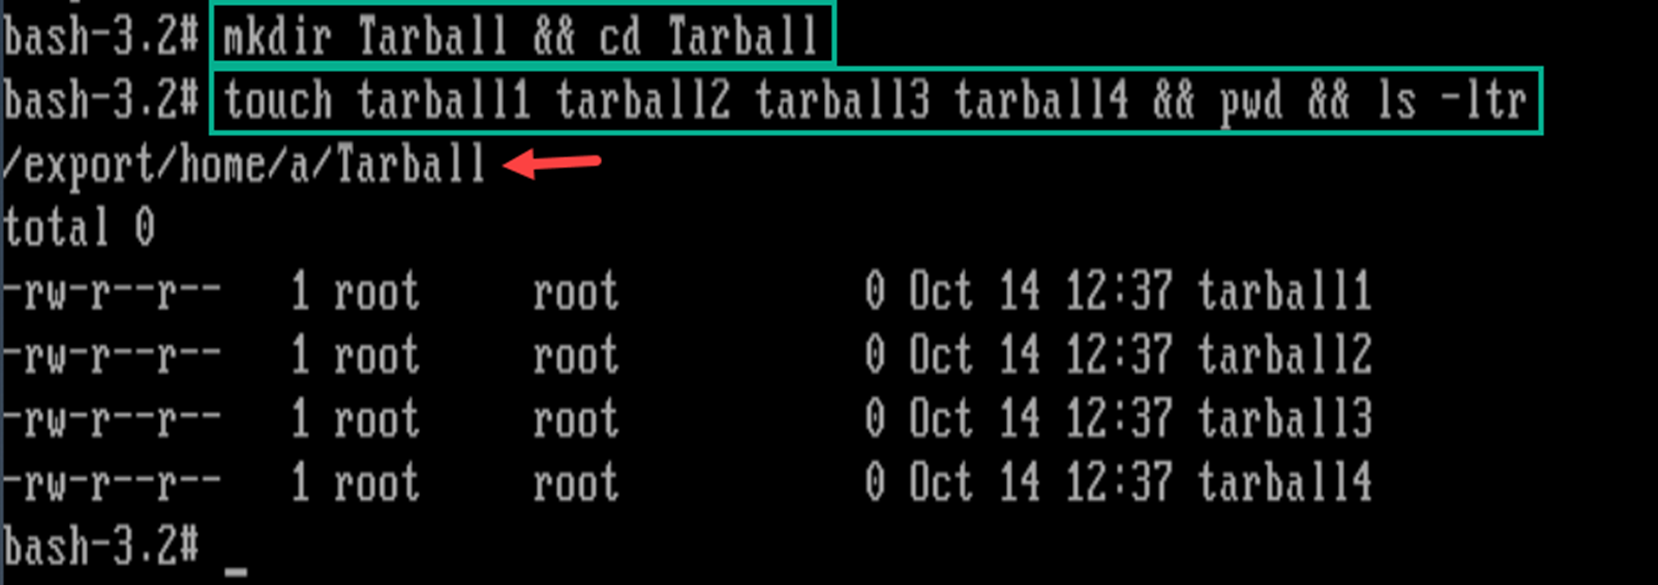 bash-3.2# mkdir Tarball && cd Tarball
bash-3.2# touch tarball1 tarball2 tarball3 tarball4 && pwd && ls -ltr
/export/home/a/Tarball
total 0
-rw-r--r--   1 root     root           0 Oct 14 12:37 tarball1
-rw-r--r--   1 root     root           0 Oct 14 12:37 tarball2
-rw-r--r--   1 root     root           0 Oct 14 12:37 tarball3
-rw-r--r--   1 root     root           0 Oct 14 12:37 tarball4
bash-3.2# _